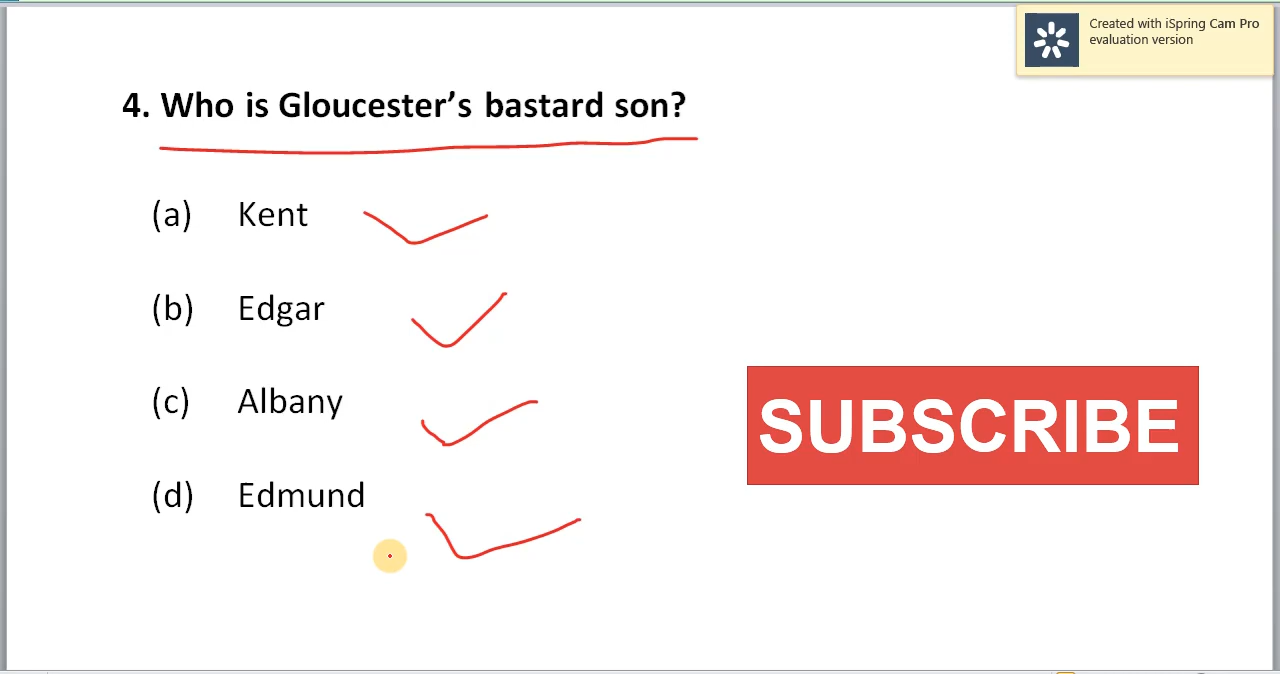 Created with iSpring Cam Pro
evaluation version
4. Who is Gloucester’s bastard son?
(a) Kent
(b) Edgar
(c) Albany
(d) Edmund
SUBSCRIBE